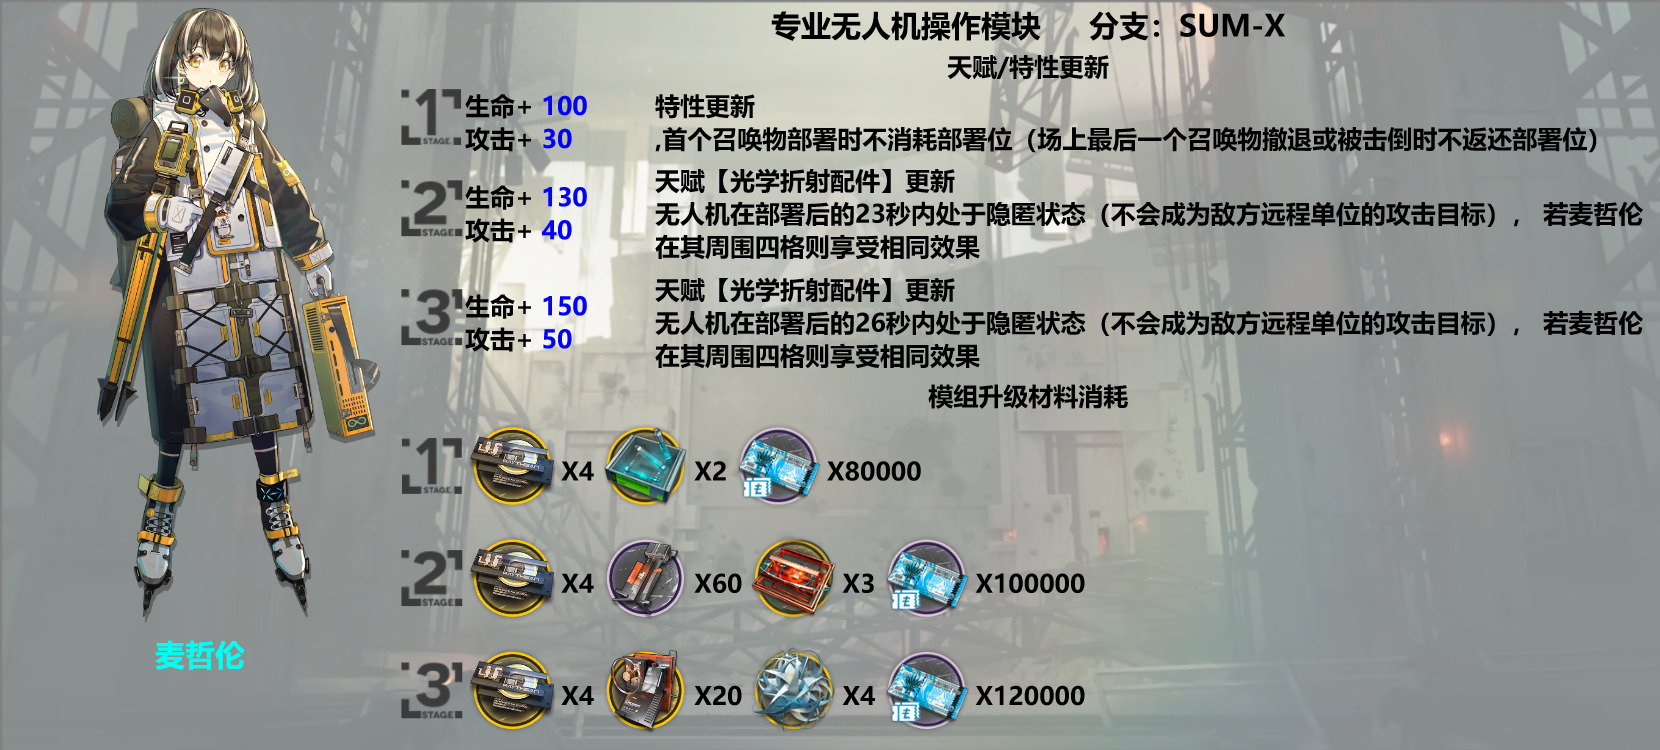 专业无人机操作模块 分支：SUM-X
天赋/特性更新
1 STAGE.
生命+ 100
攻击+ 30
特性更新
,首个召唤物部署时不消耗部署位（场上最后一个召唤物撤退或被击倒时不返还部署位）
2 STAGE.
生命+ 130
攻击+ 40
天赋【光学折射配件】更新
无人机在部署后的23秒内处于隐匿状态（不会成为敌方远程单位的攻击目标）， 若麦哲伦
在其周围四格则享受相同效果
3 STAGE.
生命+ 150
攻击+ 50
天赋【光学折射配件】更新
无人机在部署后的26秒内处于隐匿状态（不会成为敌方远程单位的攻击目标）， 若麦哲伦
在其周围四格则享受相同效果
模组升级材料消耗
1 STAGE. X4 X2 X80000
2 STAGE. X4 X60 X3 X100000
3 STAGE. X4 X20 X4 X120000
麦哲伦